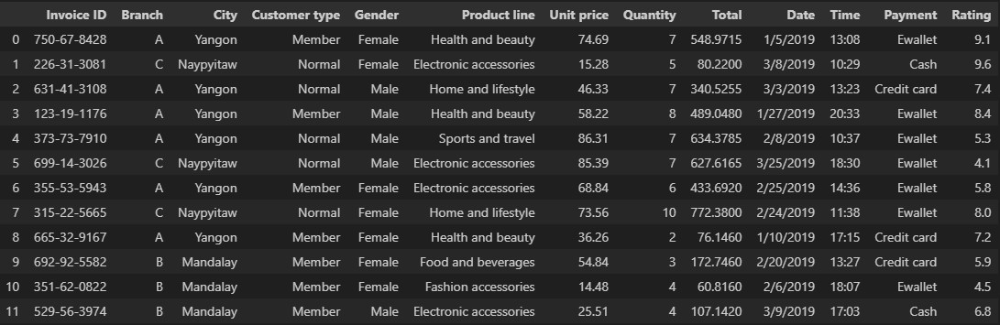 Invoice ID Branch City Customer type Gender Product line Unit price Quantity Total Date Time Payment Rating
0 750-67-8428 A Yangon Member Female Health and beauty 74.69 7 548.9715 1/5/2019 13:08 Ewallet 9.1
1 226-31-3081 C Naypyitaw Normal Female Electronic accessories 15.28 5 80.2200 3/8/2019 10:29 Cash 9.6
2 631-41-3108 A Yangon Normal Male Home and lifestyle 46.33 7 340.5255 3/3/2019 13:23 Credit card 7.4
3 123-19-1176 A Yangon Member Male Health and beauty 58.22 8 489.0480 1/27/2019 20:33 Ewallet 8.4
4 373-73-7910 A Yangon Normal Male Sports and travel 86.31 7 634.3785 2/8/2019 10:37 Ewallet 5.3
5 699-14-3026 C Naypyitaw Normal Male Electronic accessories 85.39 7 627.6165 3/25/2019 18:30 Ewallet 4.1
6 355-53-5943 A Yangon Member Female Electronic accessories 68.84 6 433.6920 2/25/2019 14:36 Ewallet 5.8
7 315-22-5665 C Naypyitaw Normal Female Home and lifestyle 73.56 10 772.3800 2/24/2019 11:38 Ewallet 8.0
8 665-32-9167 A Yangon Member Female Health and beauty 36.26 2 76.1460 1/10/2019 17:15 Credit card 7.2
9 692-92-5582 B Mandalay Member Female Food and beverages 54.84 3 172.7460 2/20/2019 13:27 Credit card 5.9
10 351-62-0822 B Mandalay Member Female Fashion accessories 14.48 4 60.8160 2/6/2019 18:07 Ewallet 4.5
11 529-56-3974 B Mandalay Member Male Electronic accessories 25.51 4 107.1420 3/9/2019 17:03 Cash 6.8